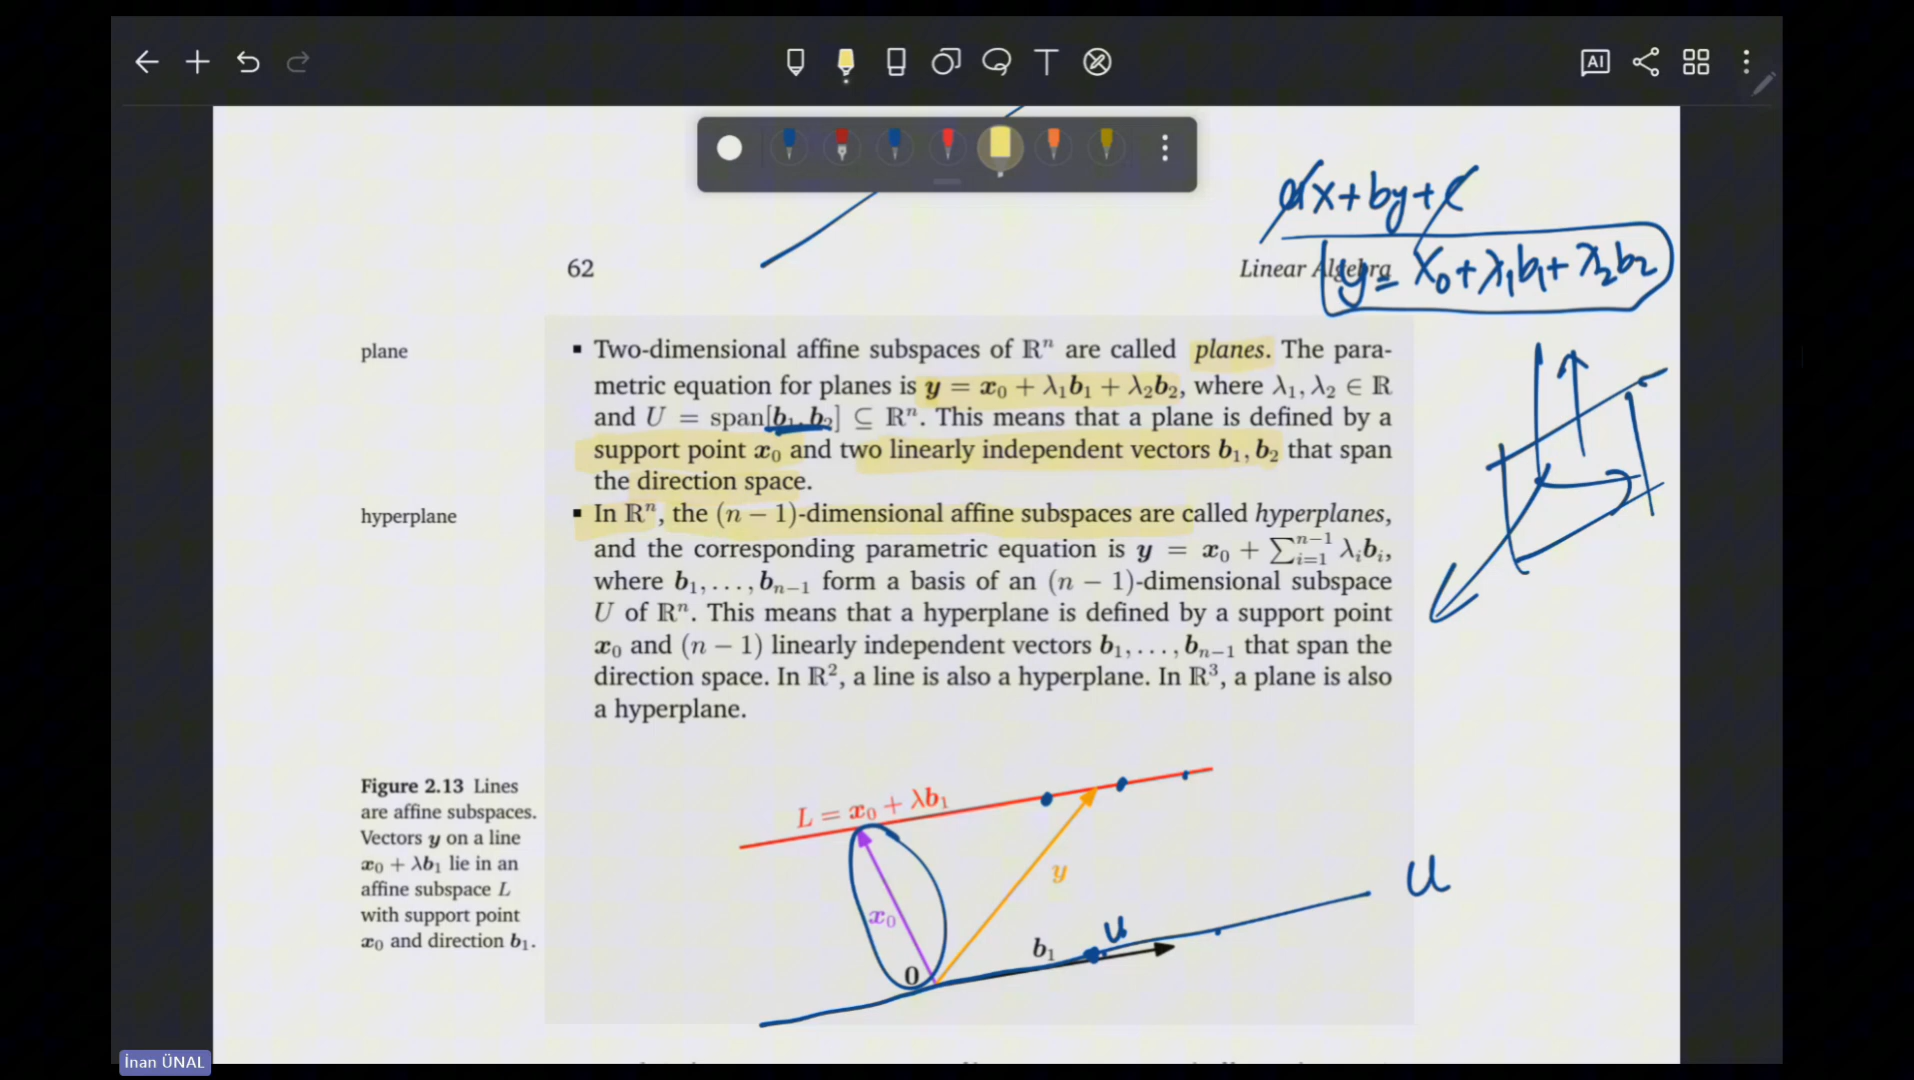 AI
T
ax+by+c
62
Linear Algebra
y = x₀+λ₁b₁+λ₂b₂
plane
▪ Two-dimensional affine subspaces of ℝⁿ are called planes. The para-
metric equation for planes is y = x₀ + λ₁b₁ + λ₂b₂, where λ₁, λ₂ ∈ ℝ
and U = span[b₁, b₂] ⊆ ℝⁿ. This means that a plane is defined by a
support point x₀ and two linearly independent vectors b₁, b₂ that span
the direction space.
hyperplane
▪ In ℝⁿ, the (n − 1)-dimensional affine subspaces are called hyperplanes,
and the corresponding parametric equation is y = x₀ + ∑ᵢ₌₁ⁿ⁻¹ λᵢbᵢ,
where b₁, . . . , bₙ₋₁ form a basis of an (n − 1)-dimensional subspace
U of ℝⁿ. This means that a hyperplane is defined by a support point
x₀ and (n − 1) linearly independent vectors b₁, . . . , bₙ₋₁ that span the
direction space. In ℝ², a line is also a hyperplane. In ℝ³, a plane is also
a hyperplane.
Figure 2.13 Lines
are affine subspaces.
Vectors y on a line
x₀ + λb₁ lie in an
affine subspace L
with support point
x₀ and direction b₁.
L = x₀ + λb₁
y
x₀
U
u
b₁
0
İnan ÜNAL